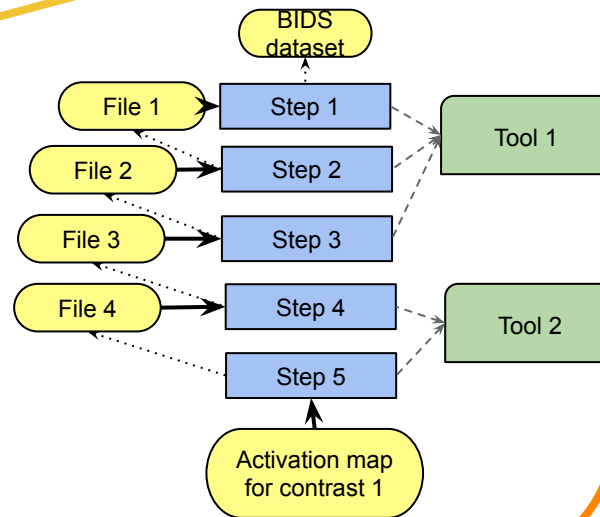 BIDS
dataset
File 1
Step 1
Tool 1
File 2
Step 2
File 3
Step 3
File 4
Step 4
Tool 2
Step 5
Activation map
for contrast 1